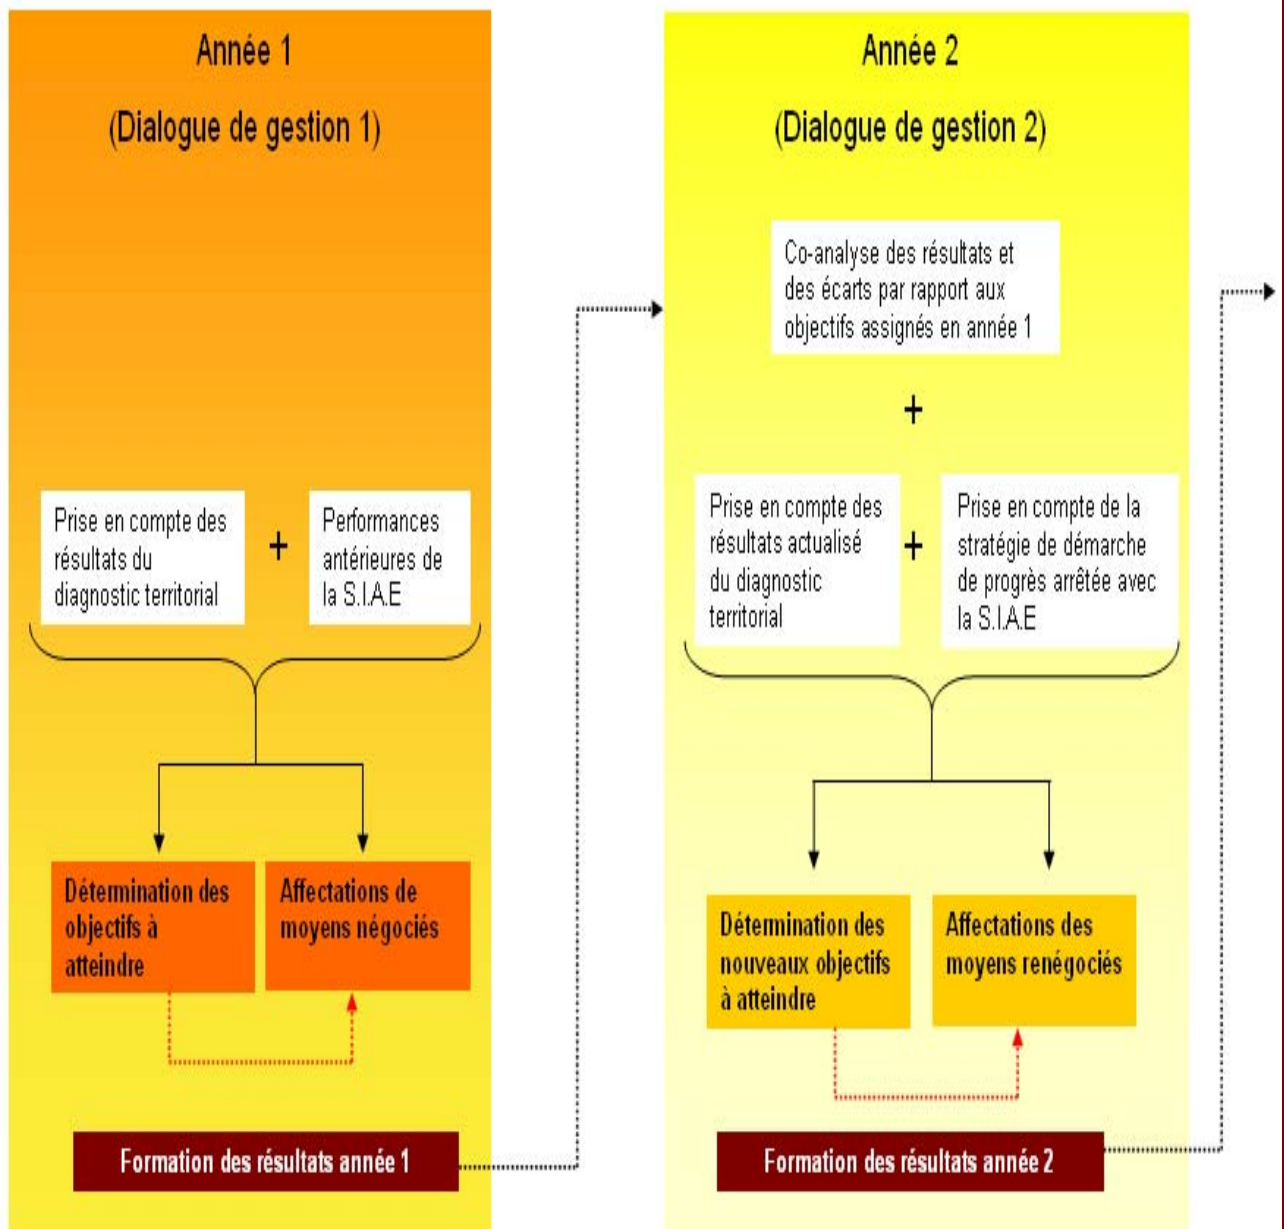 Année 1
(Dialogue de gestion 1)
Prise en compte des
résultats du
diagnostic territorial
+
Performances
antérieures de
la S.I.A.E
Détermination des
objectifs à
atteindre
Affectations de
moyens négociés
Formation des résultats année 1
Année 2
(Dialogue de gestion 2)
Co-analyse des résultats et
des écarts par rapport aux
objectifs assignés en année 1
+
Prise en compte des
résultats actualisé
du diagnostic
territorial
+
Prise en compte de la
stratégie de démarche
de progrès arrêtée avec
la S.I.A.E
Détermination des
nouveaux objectifs
à atteindre
Affectations des
moyens renégociés
Formation des résultats année 2